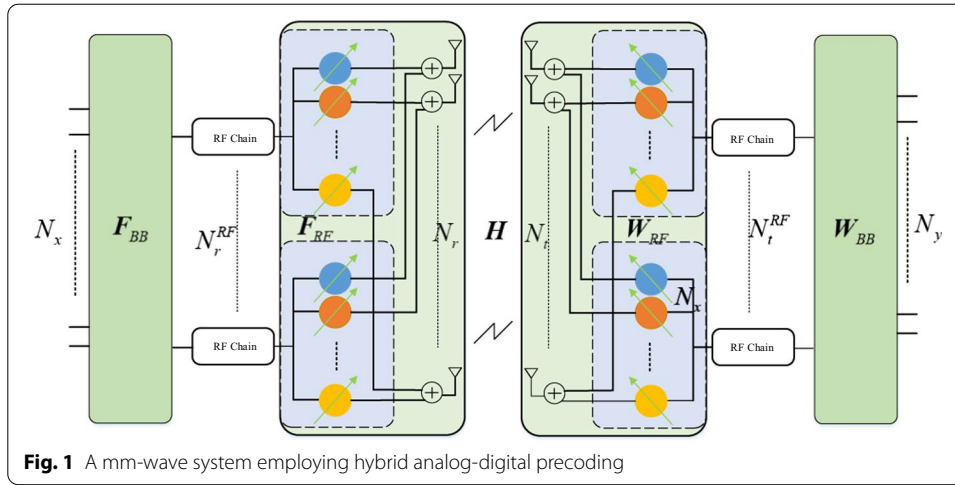 RF Chain
RF Chain
N_x
F_BB
N_r^RF
F_RF
N_r
H
N_t
W_RF
N_t^RF
W_BB
N_y
N_x
RF Chain
RF Chain
Fig. 1 A mm-wave system employing hybrid analog-digital precoding